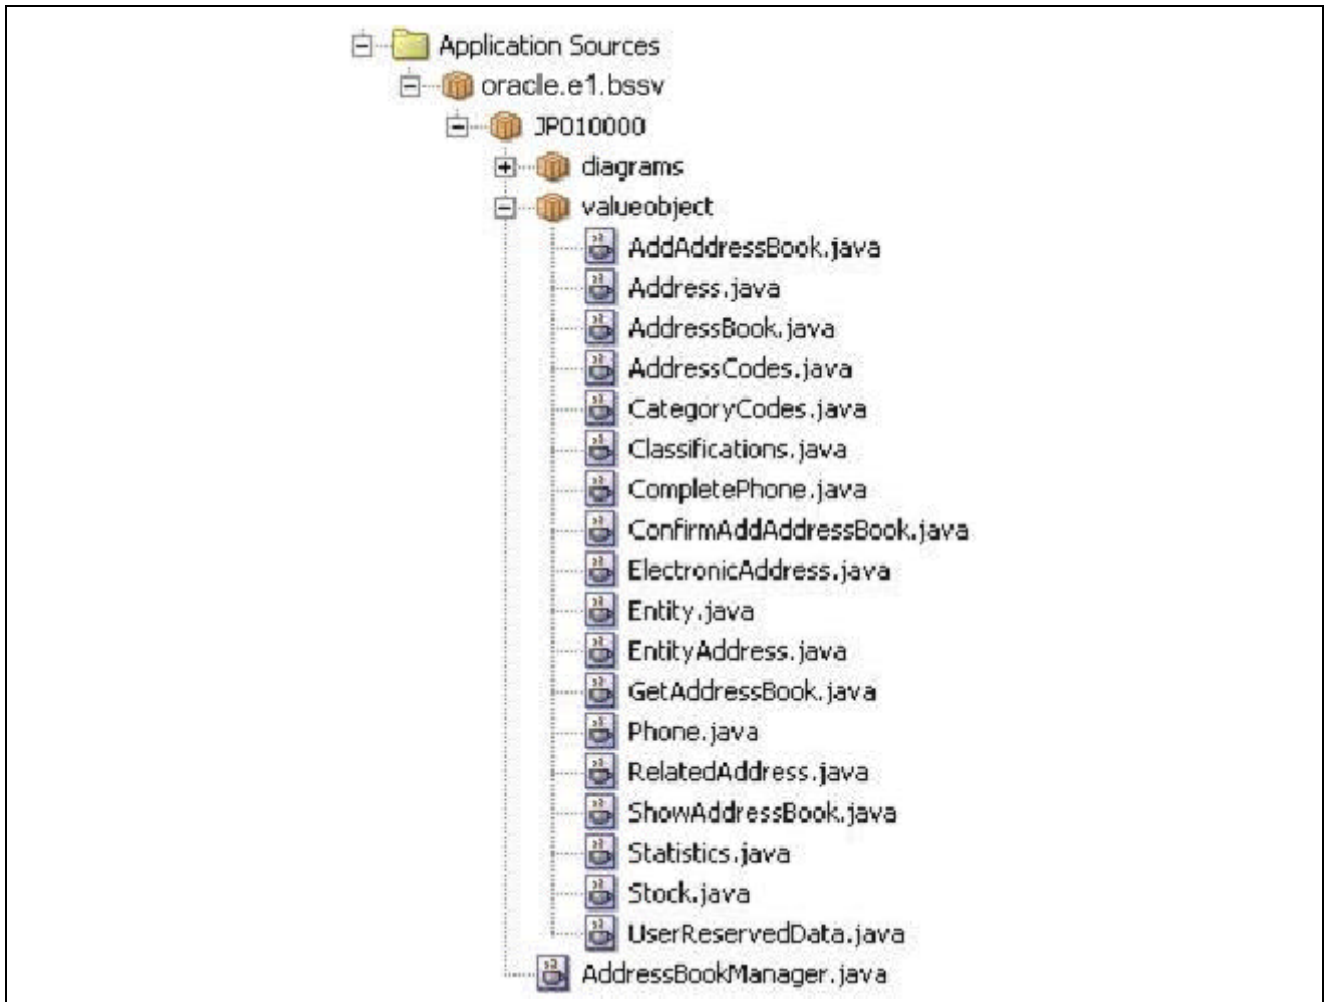 Application Sources
oracle.e1.bssv
JP010000
diagrams
valueobject
AddAddressBook.java
Address.java
AddressBook.java
AddressCodes.java
CategoryCodes.java
Classifications.java
CompletePhone.java
ConfirmAddAddressBook.java
ElectronicAddress.java
Entity.java
EntityAddress.java
GetAddressBook.java
Phone.java
RelatedAddress.java
ShowAddressBook.java
Statistics.java
Stock.java
UserReservedData.java
AddressBookManager.java